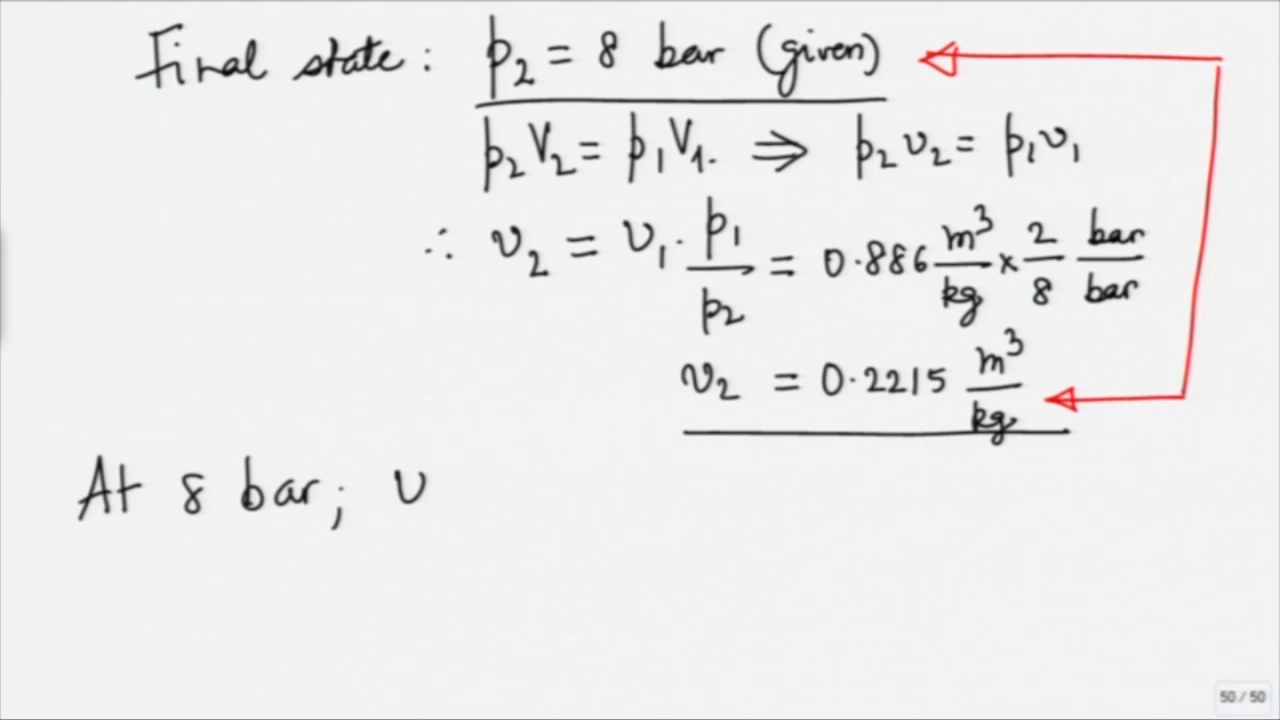 Final state : p₂ = 8 bar (given)
p₂V₂ = p₁V₁. ⇒ p₂v₂ = p₁v₁
∴ v₂ = v₁ · p₁/p₂ = 0.886 m³/kg × 2/8 bar/bar
v₂ = 0.2215 m³/kg
At 8 bar; v
50 / 50